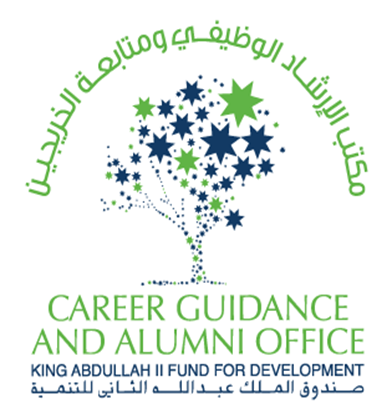 مكتب الإرشاد الوظيفي ومتابعة الخريجين
CAREER GUIDANCE
AND ALUMNI OFFICE
KING ABDULLAH II FUND FOR DEVELOPMENT
صندوق الملك عبدالله الثاني للتنمية